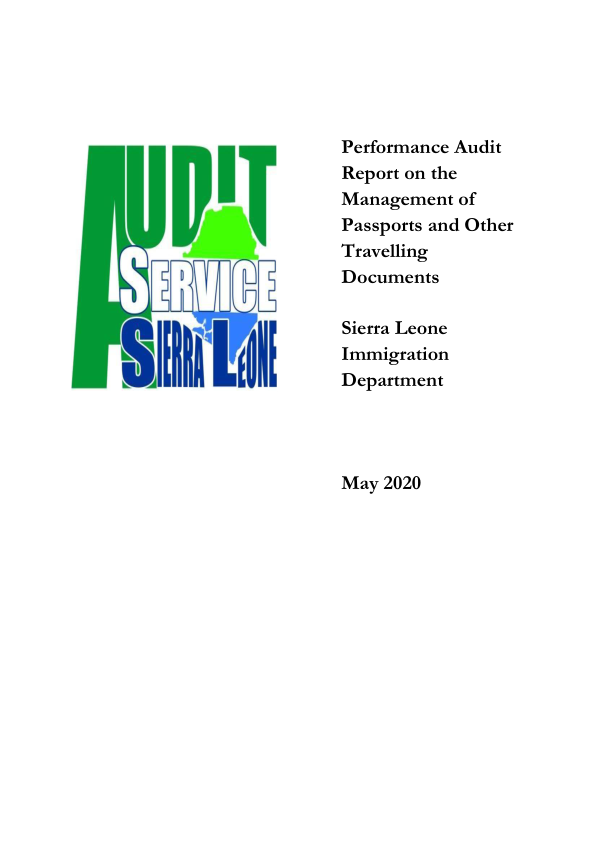 AUDIT
SERVICE
SIERRA LEONE
Performance Audit
Report on the
Management of
Passports and Other
Travelling
Documents
Sierra Leone
Immigration
Department
May 2020